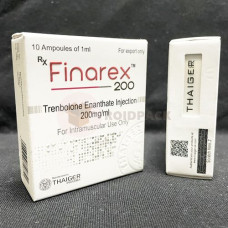 10 Ampoules of 1ml
For export only
Rx
Finarex™
200
Trenbolone Enanthate Injection
200mg/ml
For Intramuscular Use Only
THAIGER
THAIGER